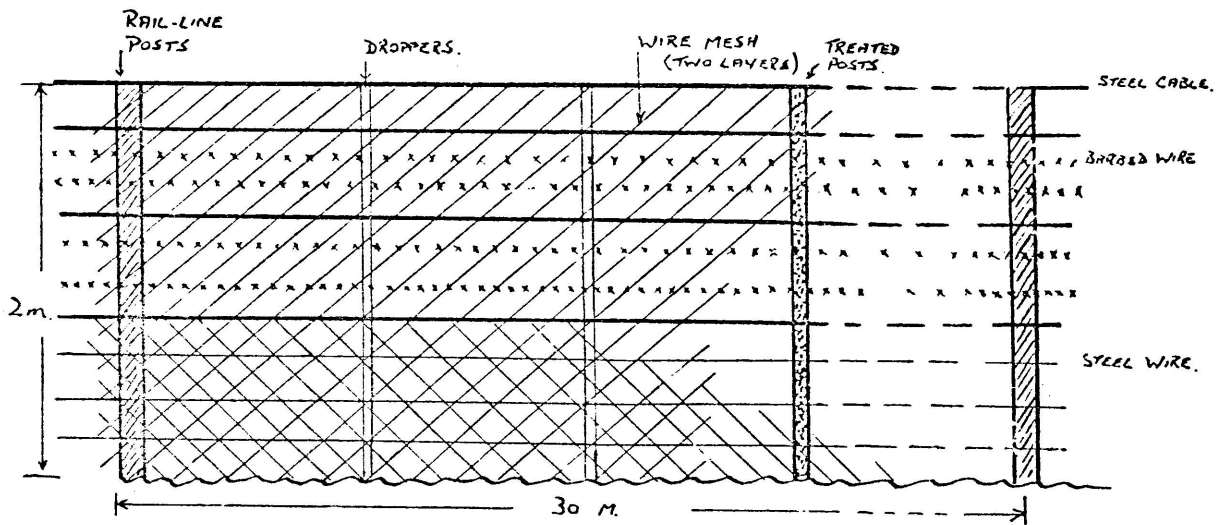 RAIL-LINE
POSTS
DROPPERS.
WIRE MESH
(TWO LAYERS)
TREATED
POSTS.
STEEL CABLE.
BARBED WIRE
2m.
STEEL WIRE.
30 M.